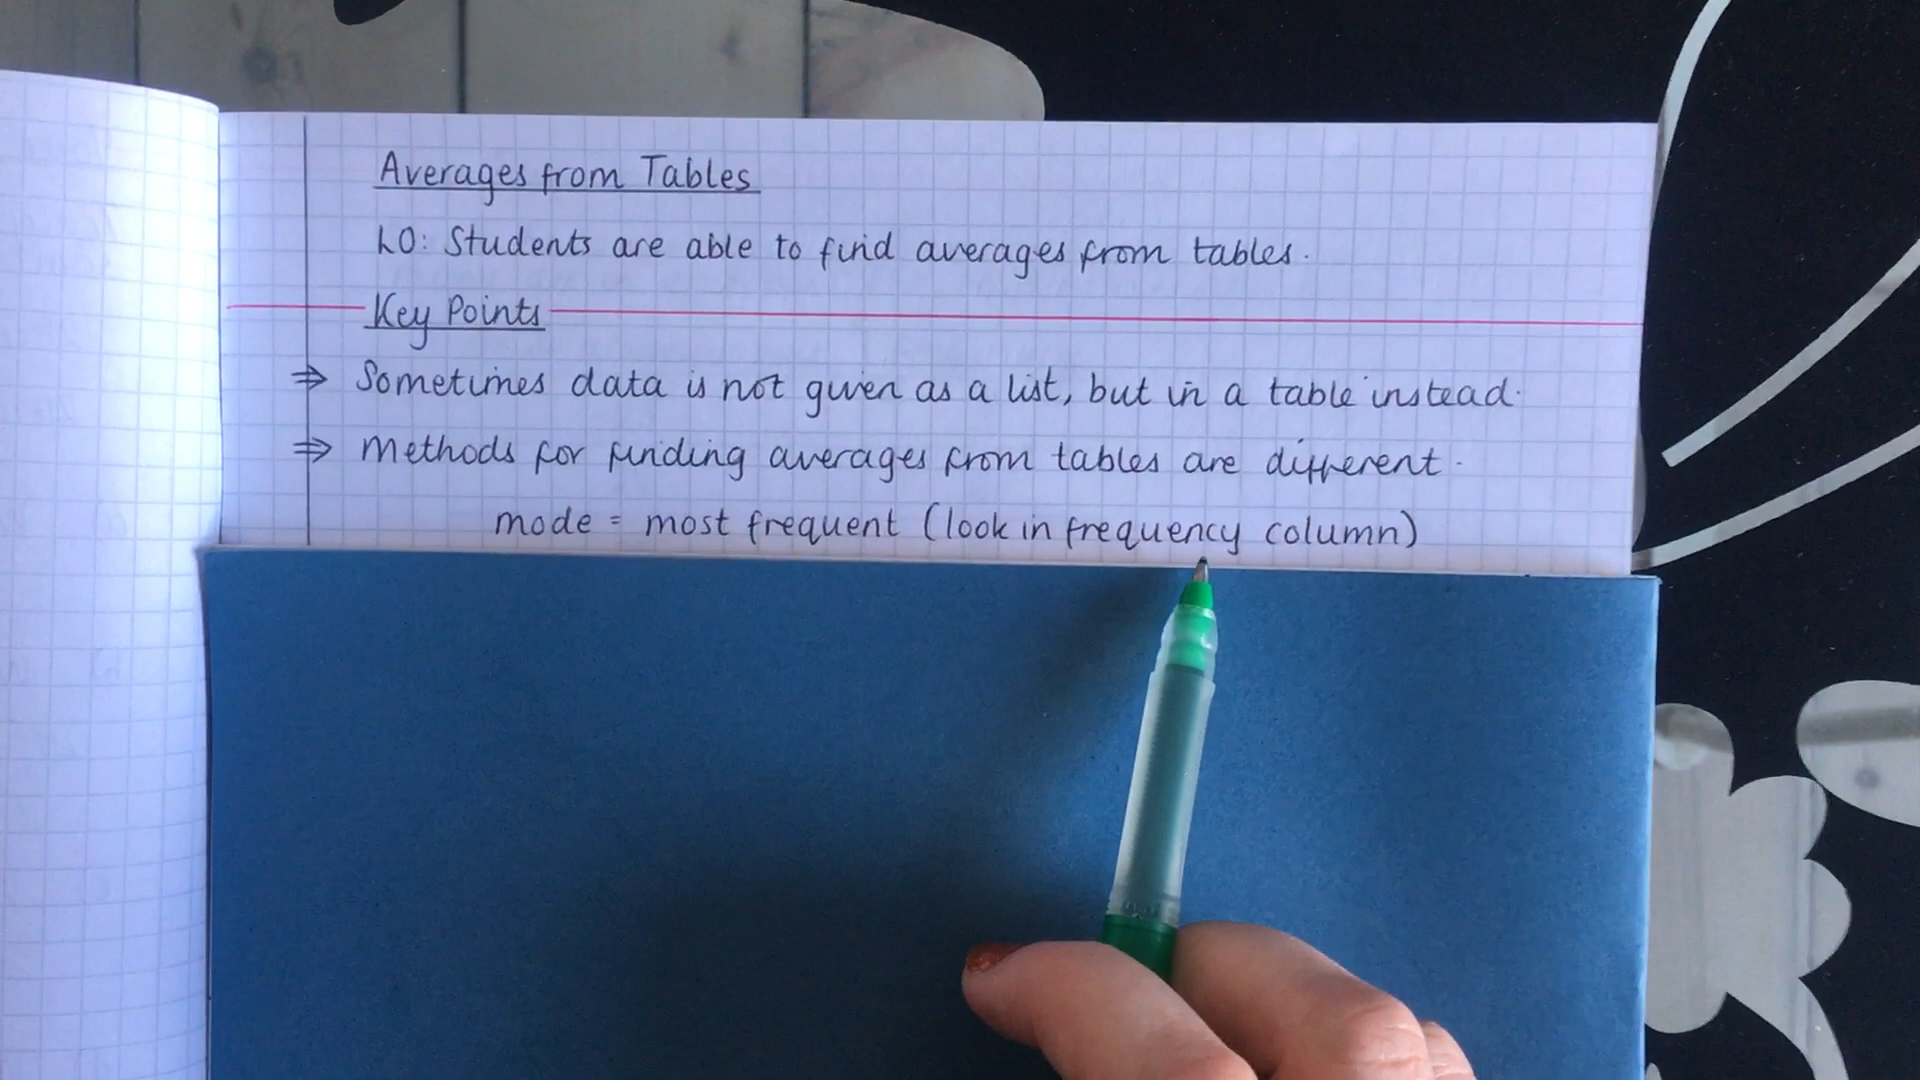 Averages from Tables
LO: Students are able to find averages from tables.
Key Points
⇒ Sometimes data is not given as a list, but in a table instead.
⇒ Methods for finding averages from tables are different.
mode = most frequent (look in frequency column)